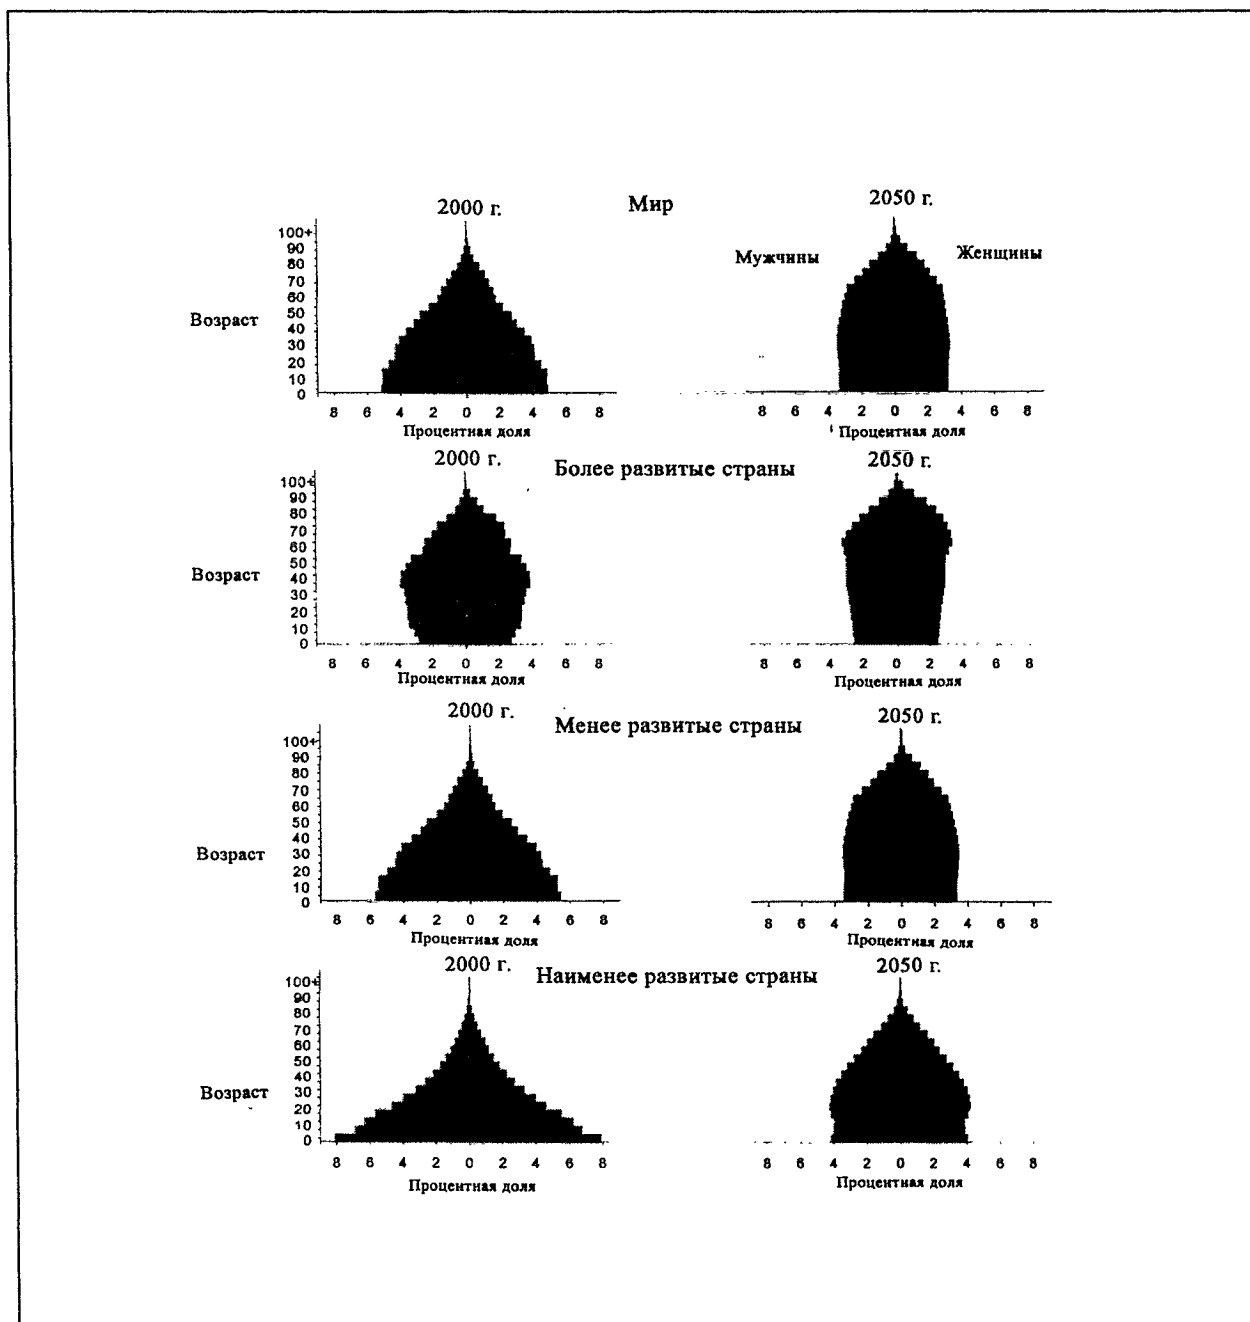 2000 г. Мир 2050 г.
Мужчины Женщины
Возраст
100+
90
80
70
60
50
40
30
20
10
0
8 6 4 2 0 2 4 6 8
Процентная доля
8 6 4 2 0 2 4 6 8
Процентная доля
2000 г. Более развитые страны 2050 г.
Возраст
100+
90
80
70
60
50
40
30
20
10
0
8 6 4 2 0 2 4 6 8
Процентная доля
8 6 4 2 0 2 4 6 8
Процентная доля
2000 г. Менее развитые страны 2050 г.
Возраст
100+
90
80
70
60
50
40
30
20
10
0
8 6 4 2 0 2 4 6 8
Процентная доля
8 6 4 2 0 2 4 6 8
Процентная доля
2000 г. Наименее развитые страны 2050 г.
Возраст
100+
90
80
70
60
50
40
30
20
10
0
8 6 4 2 0 2 4 6 8
Процентная доля
8 6 4 2 0 2 4 6 8
Процентная доля